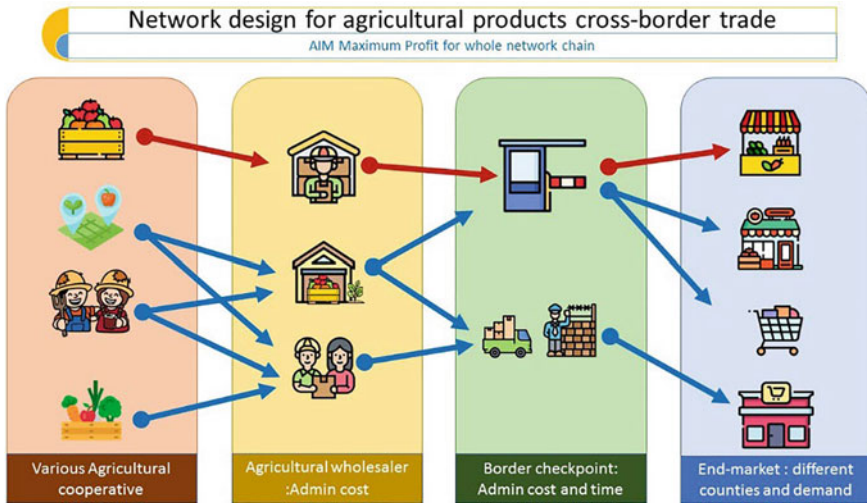 Network design for agricultural products cross-border trade
AIM Maximum Profit for whole network chain
Various Agricultural
cooperative
Agricultural wholesaler
:Admin cost
Border checkpoint:
Admin cost and time
End-market : different
counties and demand